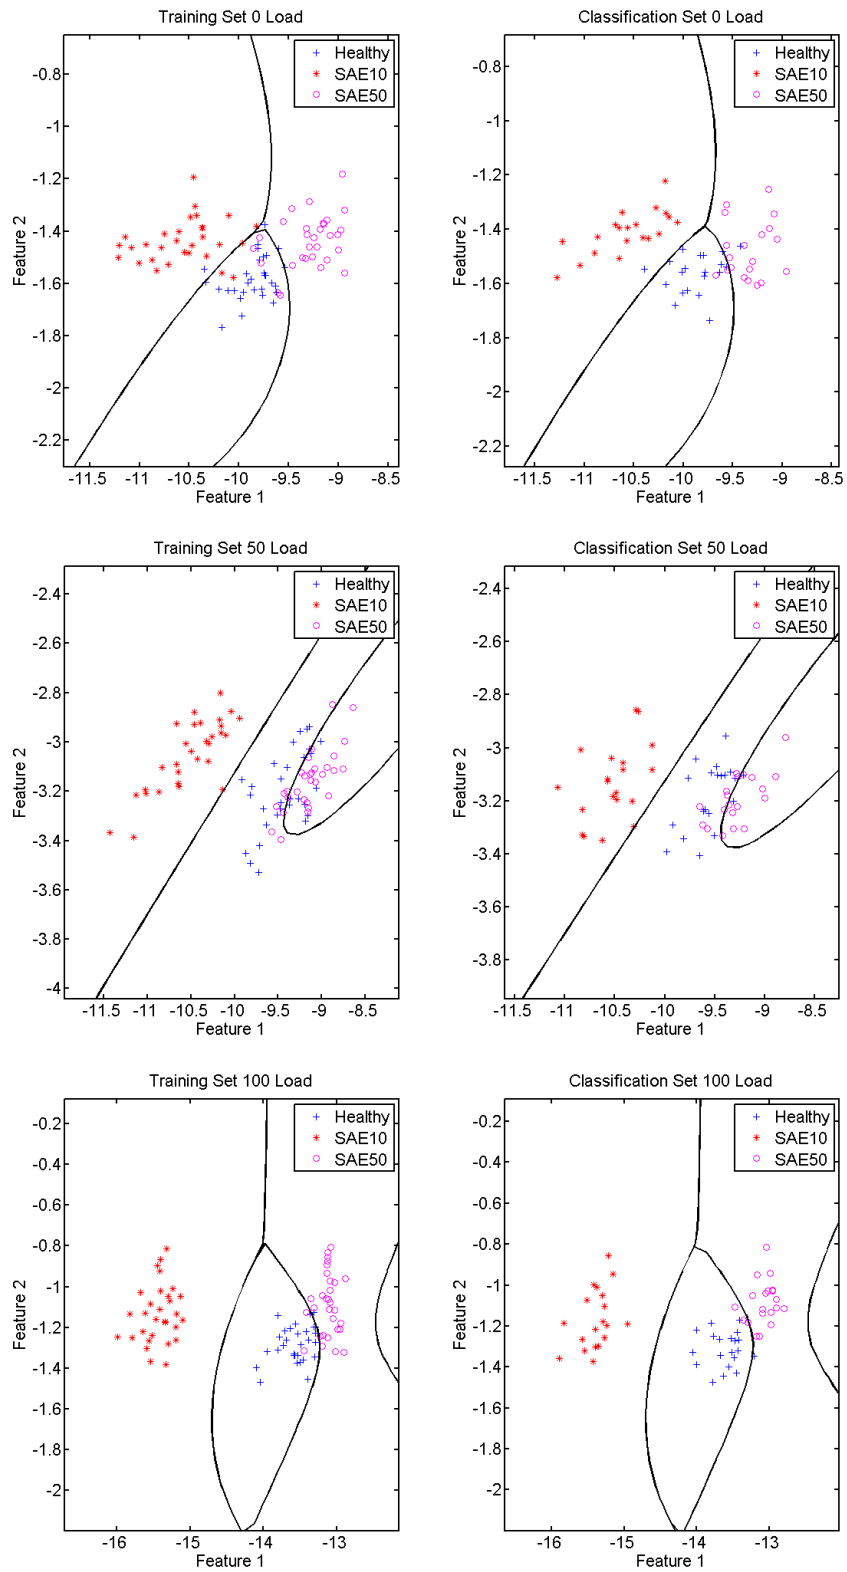 Training Set 0 Load
Healthy
SAE10
SAE50
Feature 2
-0.8
-1
-1.2
-1.4
-1.6
-1.8
-2
-2.2
-11.5 -11 -10.5 -10 -9.5 -9 -8.5
Feature 1
Classification Set 0 Load
Healthy
SAE10
SAE50
Feature 2
-0.8
-1
-1.2
-1.4
-1.6
-1.8
-2
-2.2
-11.5 -11 -10.5 -10 -9.5 -9 -8.5
Feature 1
Training Set 50 Load
Healthy
SAE10
SAE50
Feature 2
-2.4
-2.6
-2.8
-3
-3.2
-3.4
-3.6
-3.8
-4
-11.5 -11 -10.5 -10 -9.5 -9 -8.5
Feature 1
Classification Set 50 Load
Healthy
SAE10
SAE50
Feature 2
-2.4
-2.6
-2.8
-3
-3.2
-3.4
-3.6
-3.8
-11.5 -11 -10.5 -10 -9.5 -9 -8.5
Feature 1
Training Set 100 Load
Healthy
SAE10
SAE50
Feature 2
-0.2
-0.4
-0.6
-0.8
-1
-1.2
-1.4
-1.6
-1.8
-2
-16 -15 -14 -13
Feature 1
Classification Set 100 Load
Healthy
SAE10
SAE50
Feature 2
-0.2
-0.4
-0.6
-0.8
-1
-1.2
-1.4
-1.6
-1.8
-2
-16 -15 -14 -13
Feature 1